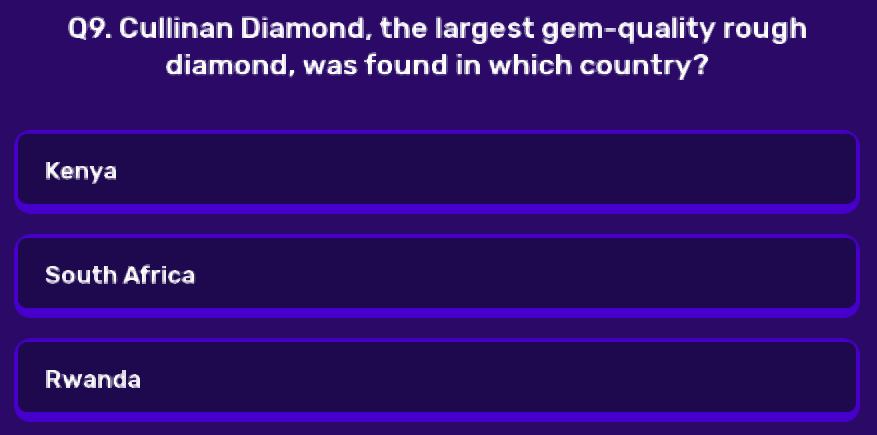 Q9. Cullinan Diamond, the largest gem-quality rough
diamond, was found in which country?
Kenya
South Africa
Rwanda